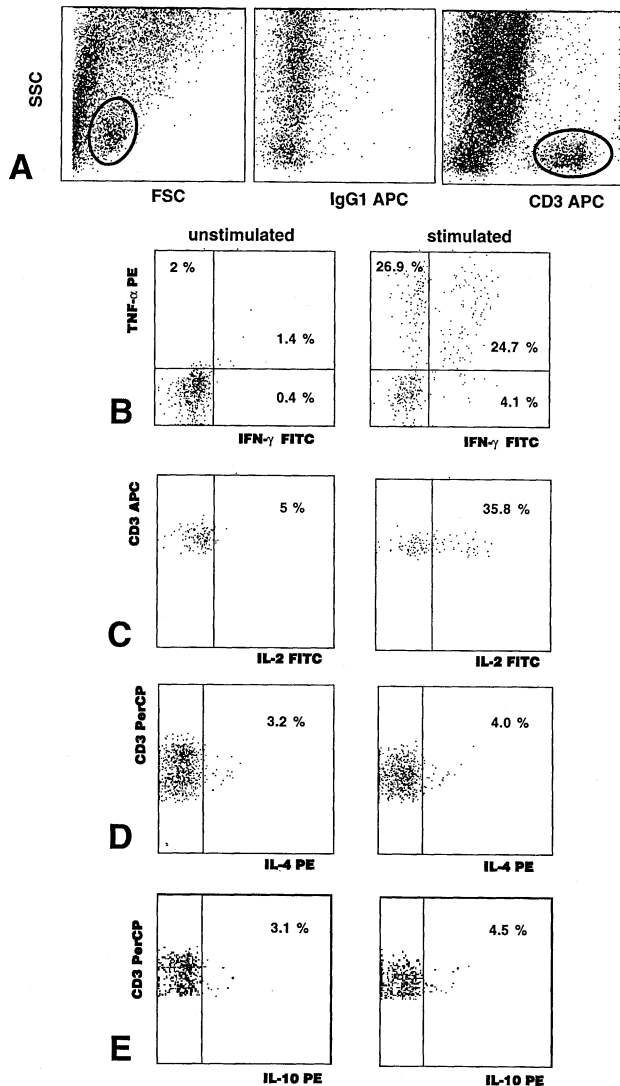 SSC
A
FSC
IgG1 APC
CD3 APC
unstimulated
stimulated
TNF-α PE
2 %
1.4 %
0.4 %
26.9 %
24.7 %
4.1 %
B
IFN-γ FITC
IFN-γ FITC
CD3 APC
5 %
35.8 %
C
IL-2 FITC
IL-2 FITC
CD3 PerCP
3.2 %
4.0 %
D
IL-4 PE
IL-4 PE
CD3 PerCP
3.1 %
4.5 %
E
IL-10 PE
IL-10 PE